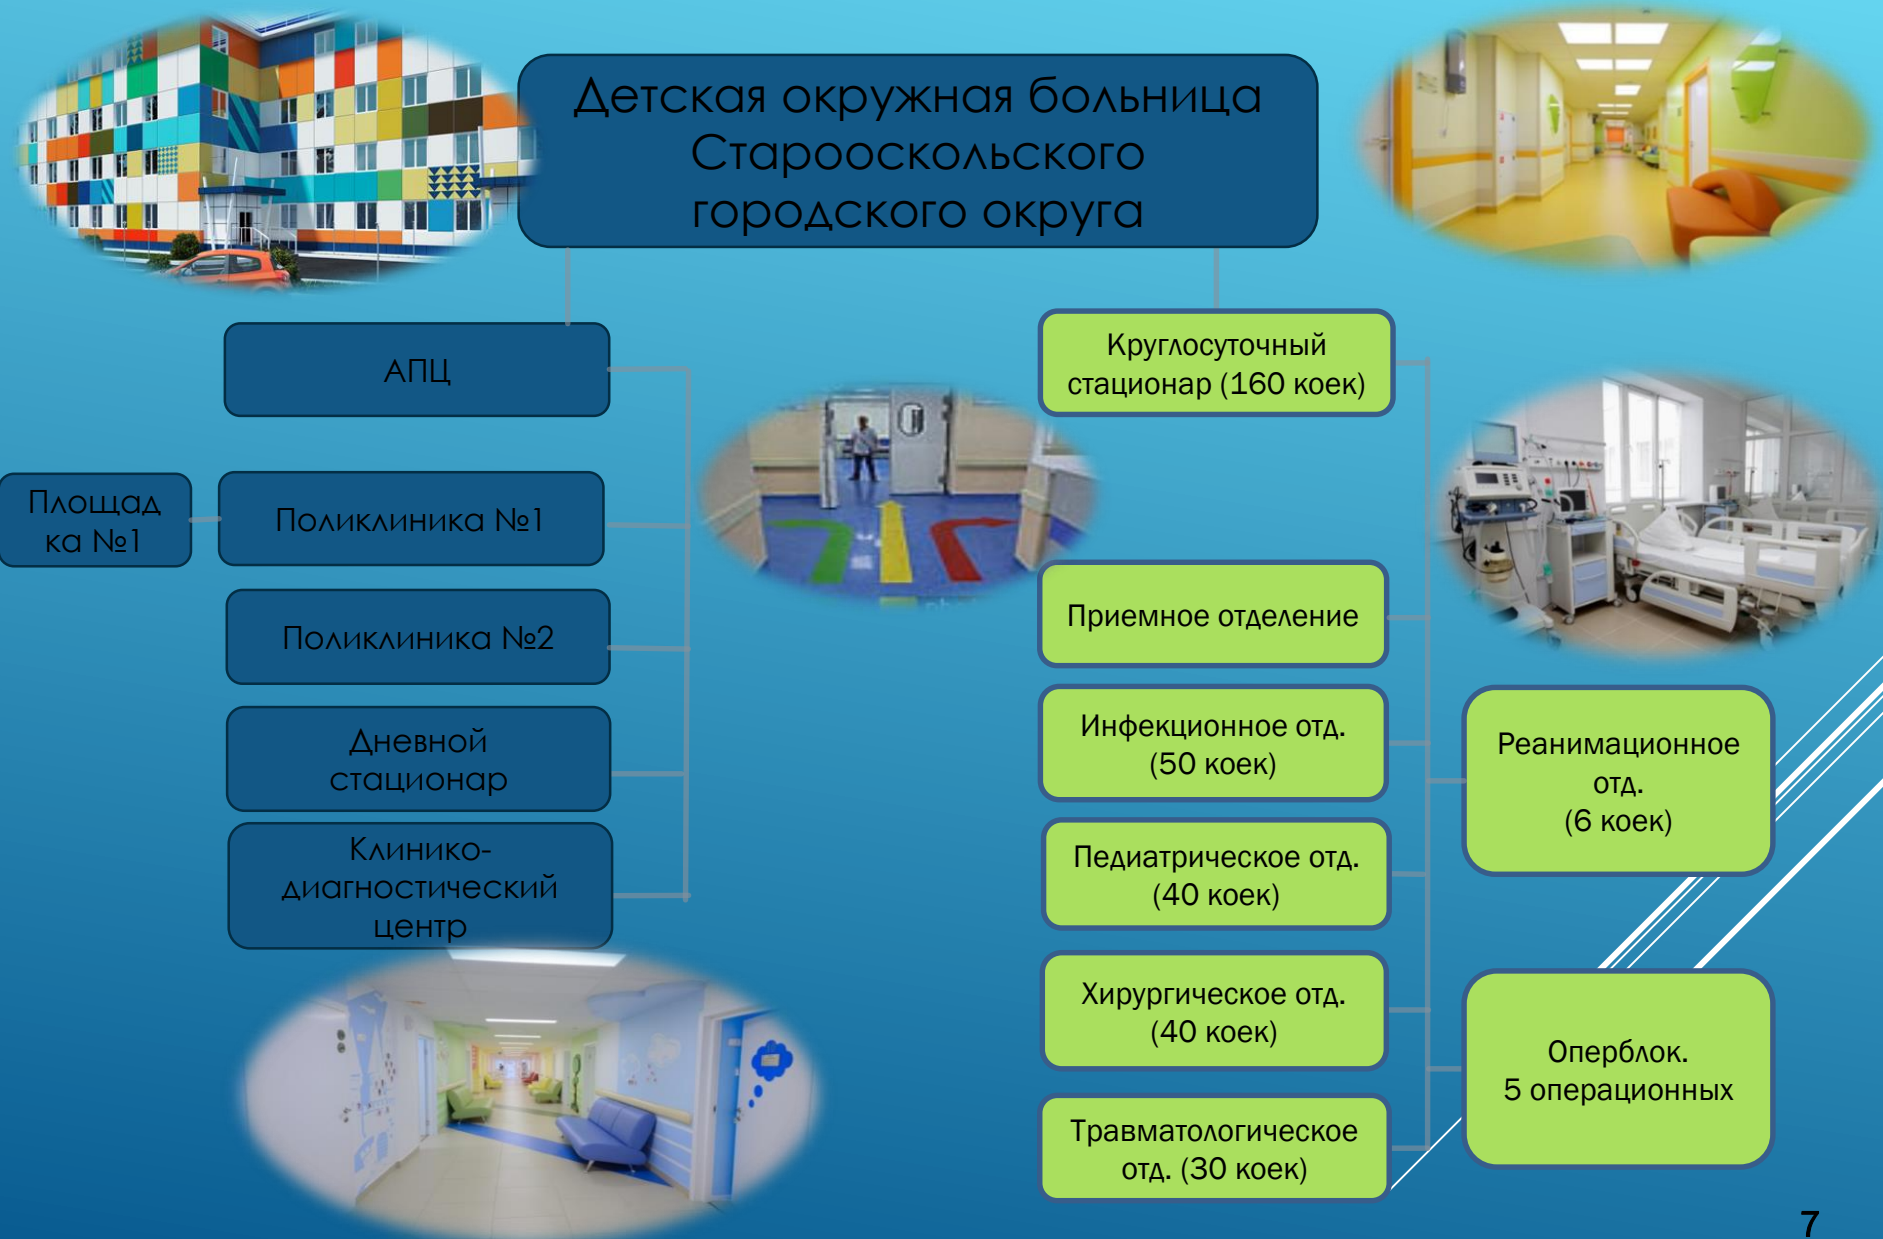 Детская окружная больница
Старооскольского
городского округа
АПЦ
Площад
ка №1
Поликлиника №1
Поликлиника №2
Дневной
стационар
Клинико-
диагностический
центр
Круглосуточный
стационар (160 коек)
Приемное отделение
Инфекционное отд.
(50 коек)
Педиатрическое отд.
(40 коек)
Хирургическое отд.
(40 коек)
Травматологическое
отд. (30 коек)
Реанимационное
отд.
(6 коек)
Оперблок.
5 операционных
7